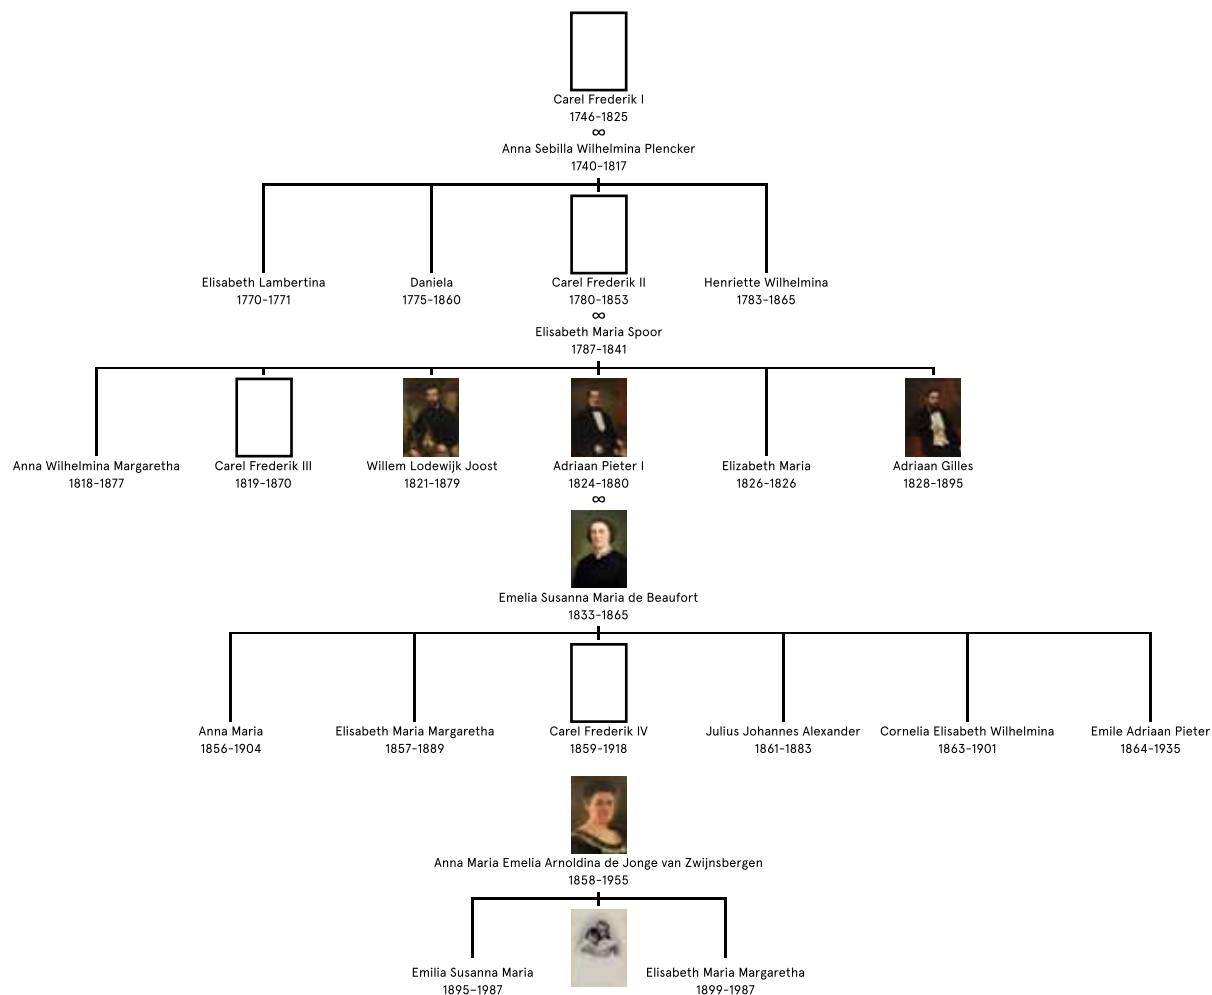 Carel Frederik I
1746-1825
∞
Anna Sebilla Wilhelmina Plencker
1740-1817
Elisabeth Lambertina
1770-1771
Daniela
1775-1860
Carel Frederik II
1780-1853
Henriette Wilhelmina
1783-1865
∞
Elisabeth Maria Spoor
1787-1841
Anna Wilhelmina Margaretha
1818-1877
Carel Frederik III
1819-1870
Willem Lodewijk Joost
1821-1879
Adriaan Pieter I
1824-1880
Elizabeth Maria
1826-1826
Adriaan Gilles
1828-1895
∞
Emelia Susanna Maria de Beaufort
1833-1865
Anna Maria
1856-1904
Elisabeth Maria Margaretha
1857-1889
Carel Frederik IV
1859-1918
Julius Johannes Alexander
1861-1883
Cornelia Elisabeth Wilhelmina
1863-1901
Emile Adriaan Pieter
1864-1935
Anna Maria Emelia Arnoldina de Jonge van Zwijnsbergen
1858-1955
Emilia Susanna Maria
1895-1987
Elisabeth Maria Margaretha
1899-1987